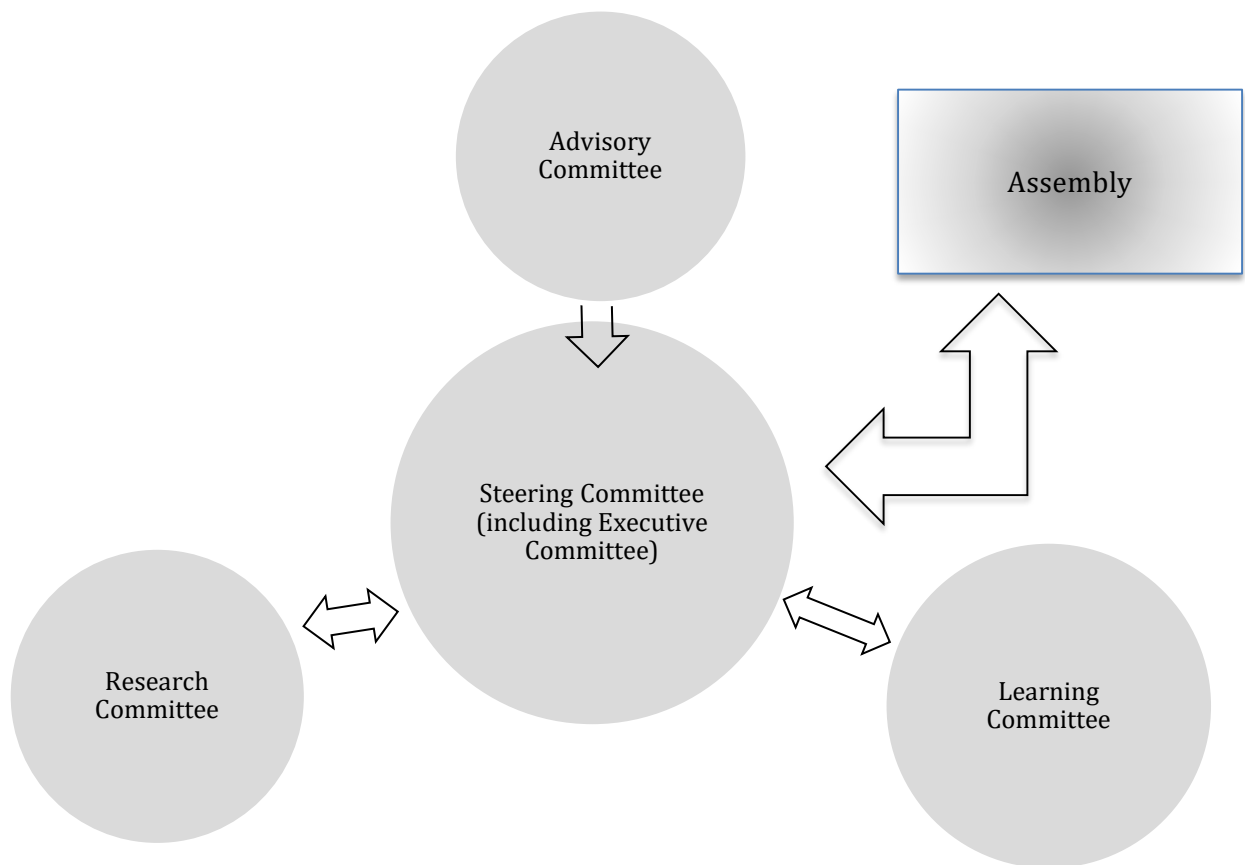 Advisory
Committee
Assembly
Steering Committee
(including Executive
Committee)
Research
Committee
Learning
Committee